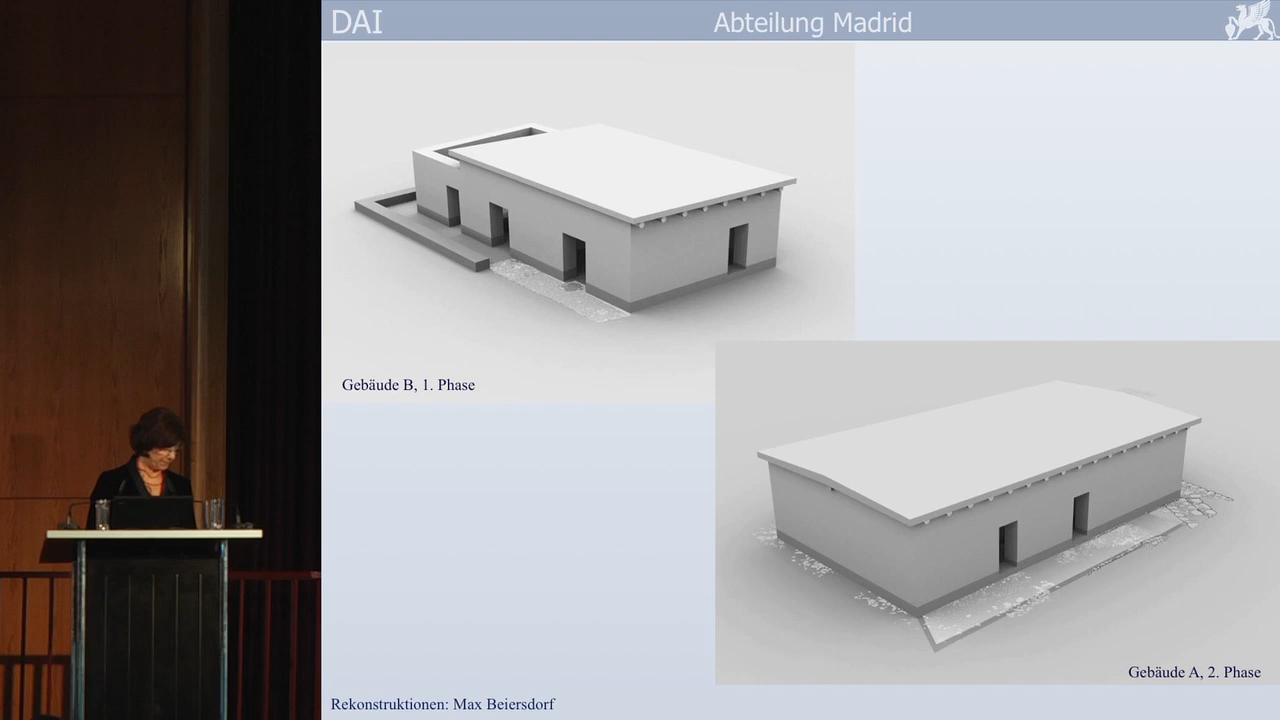 DAI
Abteilung Madrid
Gebäude B, 1. Phase
Gebäude A, 2. Phase
Rekonstruktionen: Max Beiersdorf